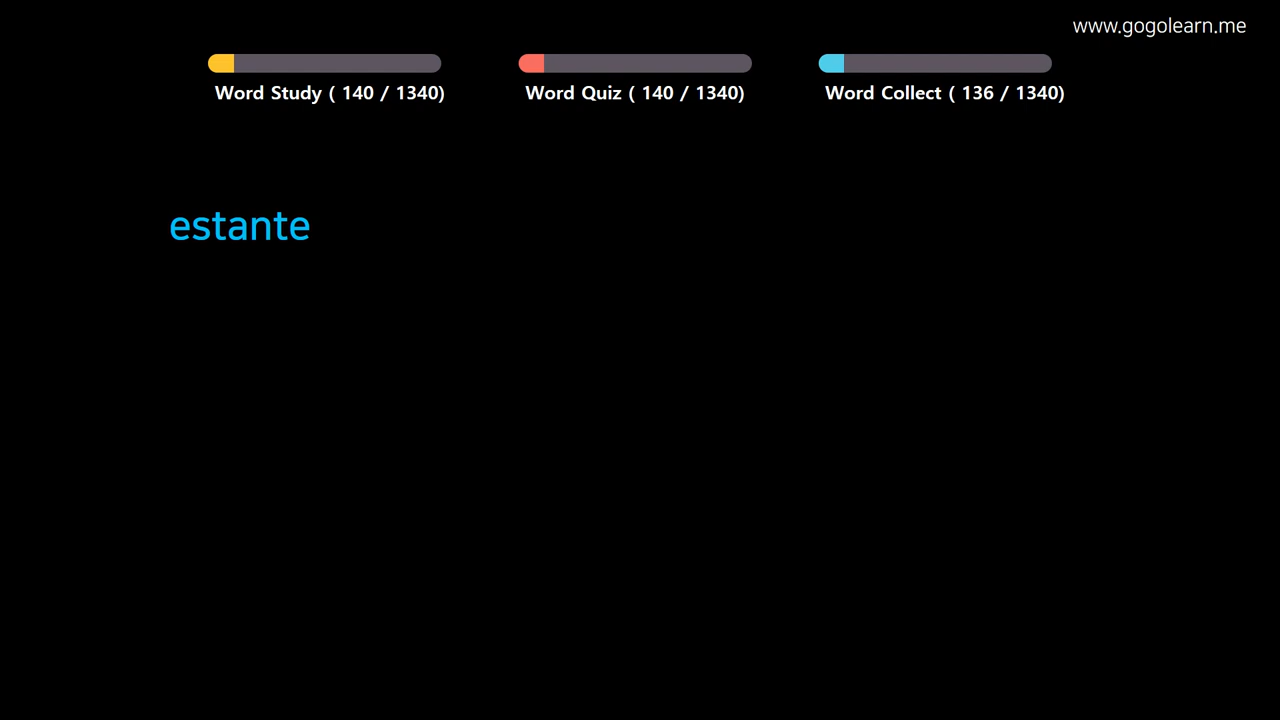 www.gogolearn.me
Word Study ( 140 / 1340)
Word Quiz ( 140 / 1340)
Word Collect ( 136 / 1340)
estante